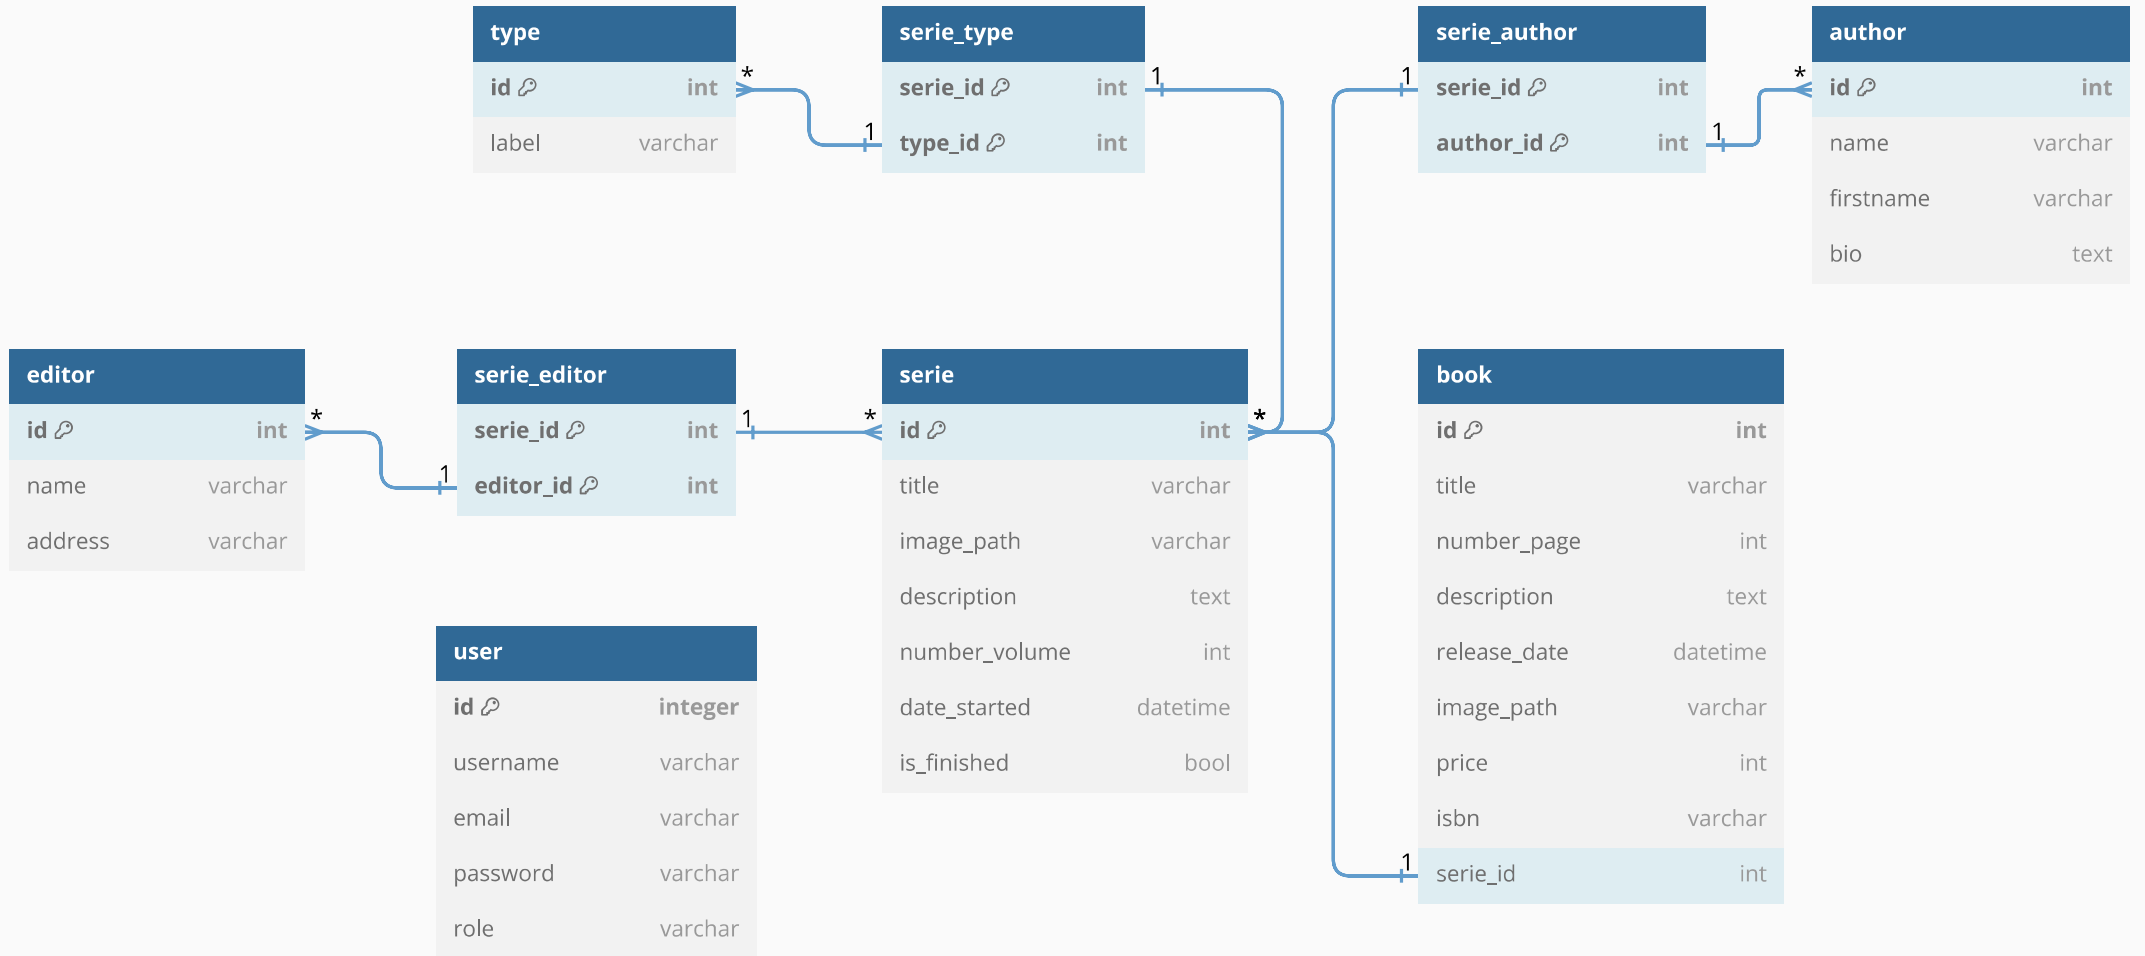 type
id int
label varchar
*
1
serie_type
serie_id int
type_id int
1
serie_author
serie_id int
author_id int
1
1
author
id int
name varchar
firstname varchar
bio text
*
editor
id int
name varchar
address varchar
*
1
serie_editor
serie_id int
editor_id int
1
*
serie
id int
title varchar
image_path varchar
description text
number_volume int
date_started datetime
is_finished bool
*
1
book
id int
title varchar
number_page int
description text
release_date datetime
image_path varchar
price int
isbn varchar
serie_id int
user
id integer
username varchar
email varchar
password varchar
role varchar